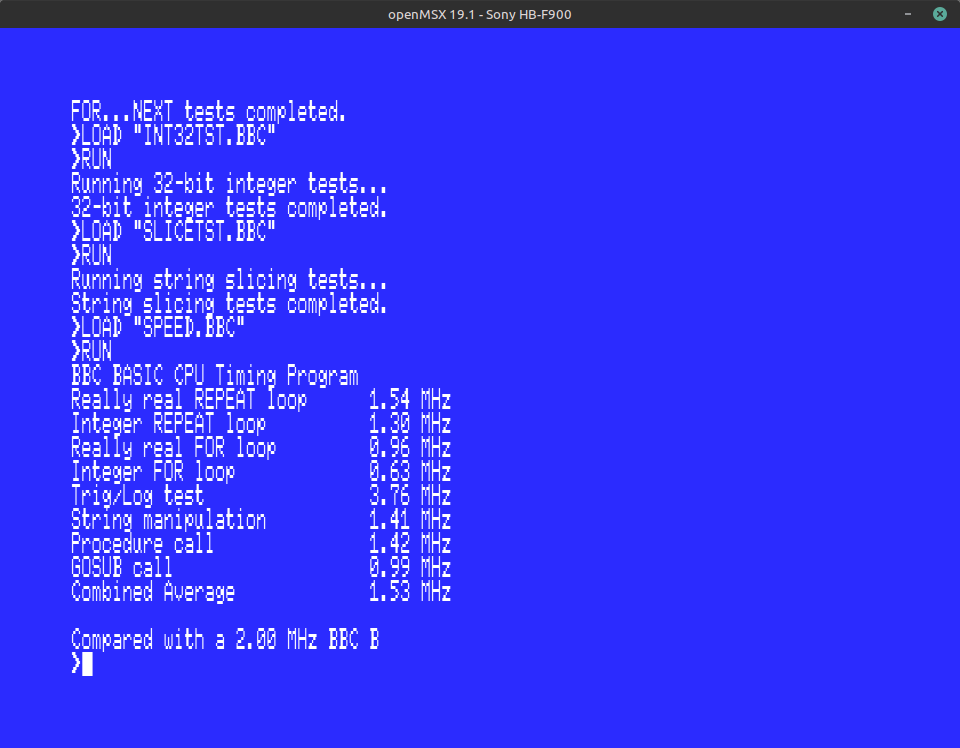 openMSX 19.1 - Sony HB-F900
FOR...NEXT tests completed.
>LOAD "INT32TST.BBC"
>RUN
Running 32-bit integer tests...
32-bit integer tests completed.
>LOAD "SLICETST.BBC"
>RUN
Running string slicing tests...
String slicing tests completed.
>LOAD "SPEED.BBC"
>RUN
BBC BASIC CPU Timing Program
Really real REPEAT loop      1.54 MHz
Integer REPEAT loop          1.30 MHz
Really real FOR loop         0.96 MHz
Integer FOR loop             0.63 MHz
Trig/Log test                3.76 MHz
String manipulation          1.41 MHz
Procedure call               1.42 MHz
GOSUB call                   0.99 MHz
Combined Average             1.53 MHz
Compared with a 2.00 MHz BBC B
>